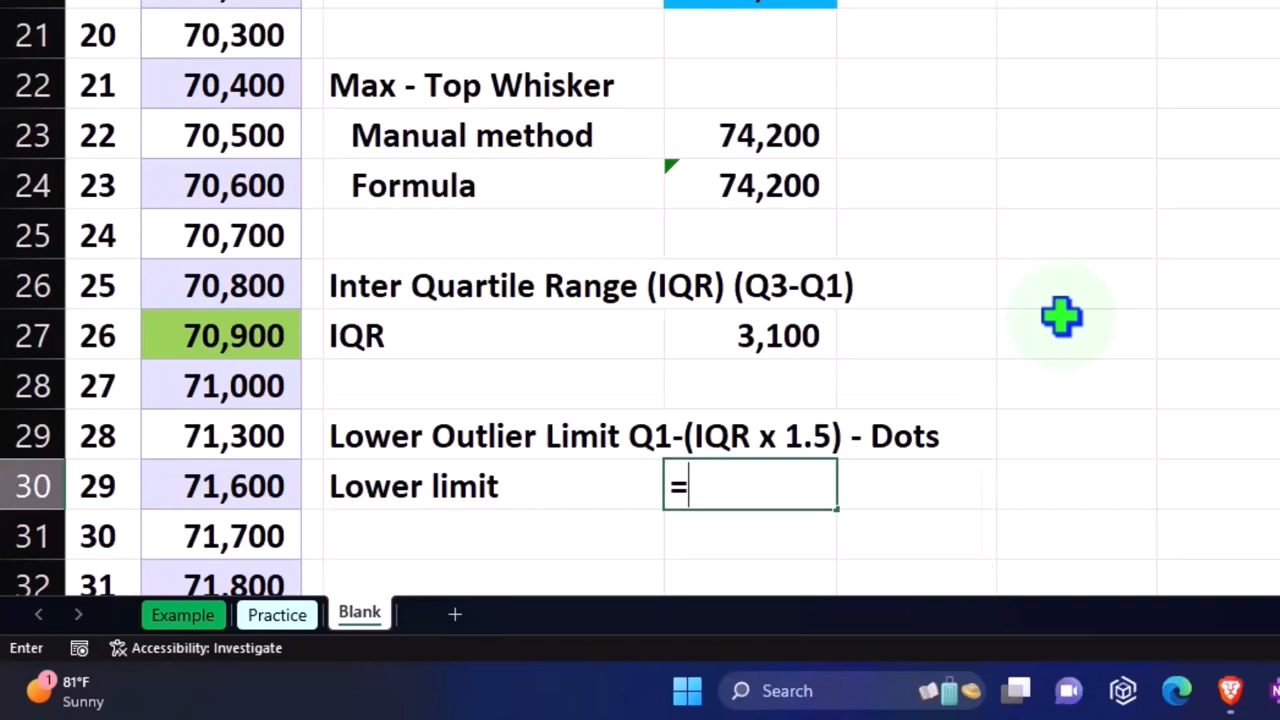 21 20 70,300
22 21 70,400 Max - Top Whisker
23 22 70,500 Manual method 74,200
24 23 70,600 Formula 74,200
25 24 70,700
26 25 70,800 Inter Quartile Range (IQR) (Q3-Q1)
27 26 70,900 IQR 3,100
28 27 71,000
29 28 71,300 Lower Outlier Limit Q1-(IQR x 1.5) - Dots
30 29 71,600 Lower limit =
31 30 71,700
32 31 71,800
Example Practice Blank +
Enter Accessibility: Investigate
1 81°F
Sunny
Search